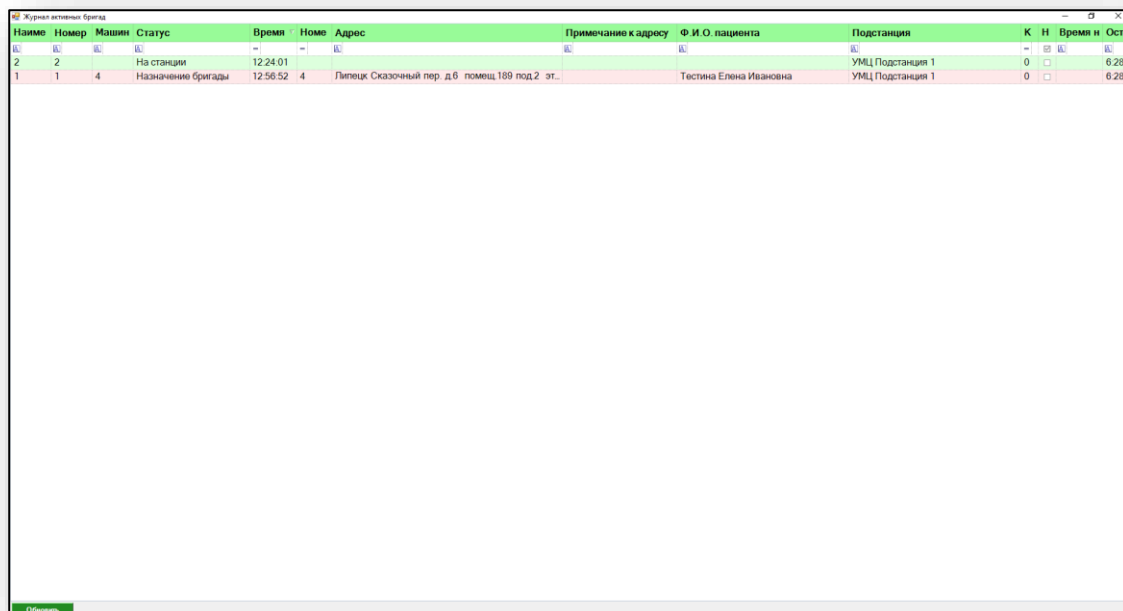 Журнал активных бригад
Наиме Номер Машин Статус Время Номе Адрес Примечание к адресу Ф.И.О. пациента Подстанция К Н Время н Ост
2 2 На станции 12:24:01 УМЦ Подстанция 1 0 6:28
1 1 4 Назначение бригады 12:56:52 4 Липецк Сказочный пер. д.6 помещ.189 под.2 эт... Тестина Елена Ивановна УМЦ Подстанция 1 0 6:28
Обновить